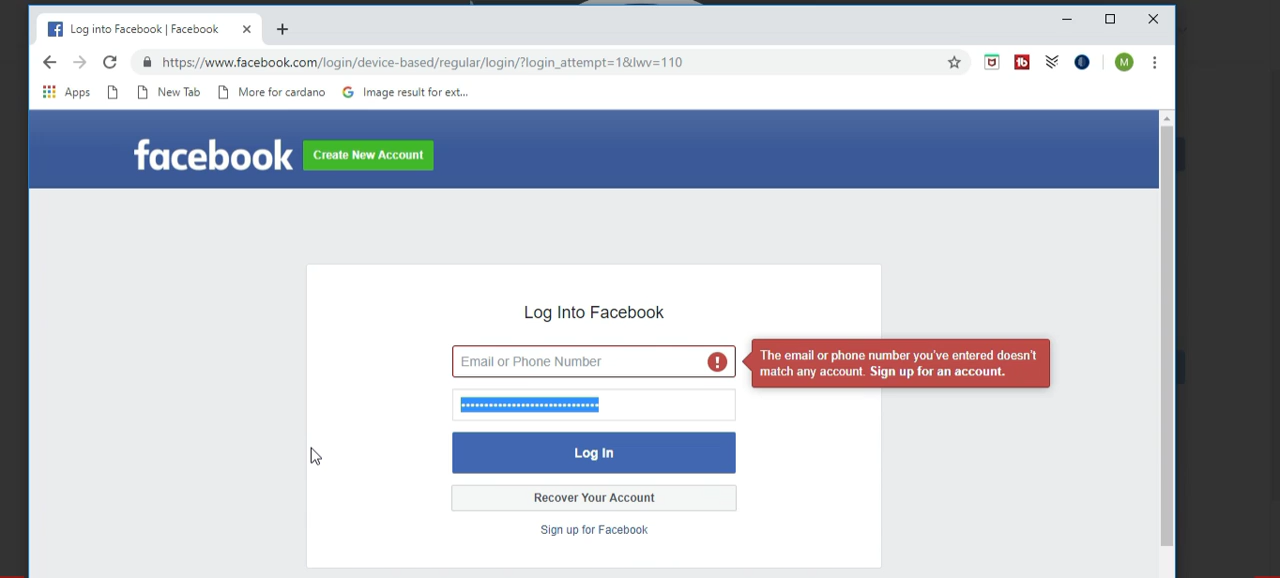 Log into Facebook | Facebook
https://www.facebook.com/login/device-based/regular/login/?login_attempt=1&lwv=110
M
Apps
New Tab
More for cardano
Image result for ext...
facebook
Create New Account
Log Into Facebook
Email or Phone Number
The email or phone number you've entered doesn't
match any account. Sign up for an account.
Log In
Recover Your Account
Sign up for Facebook